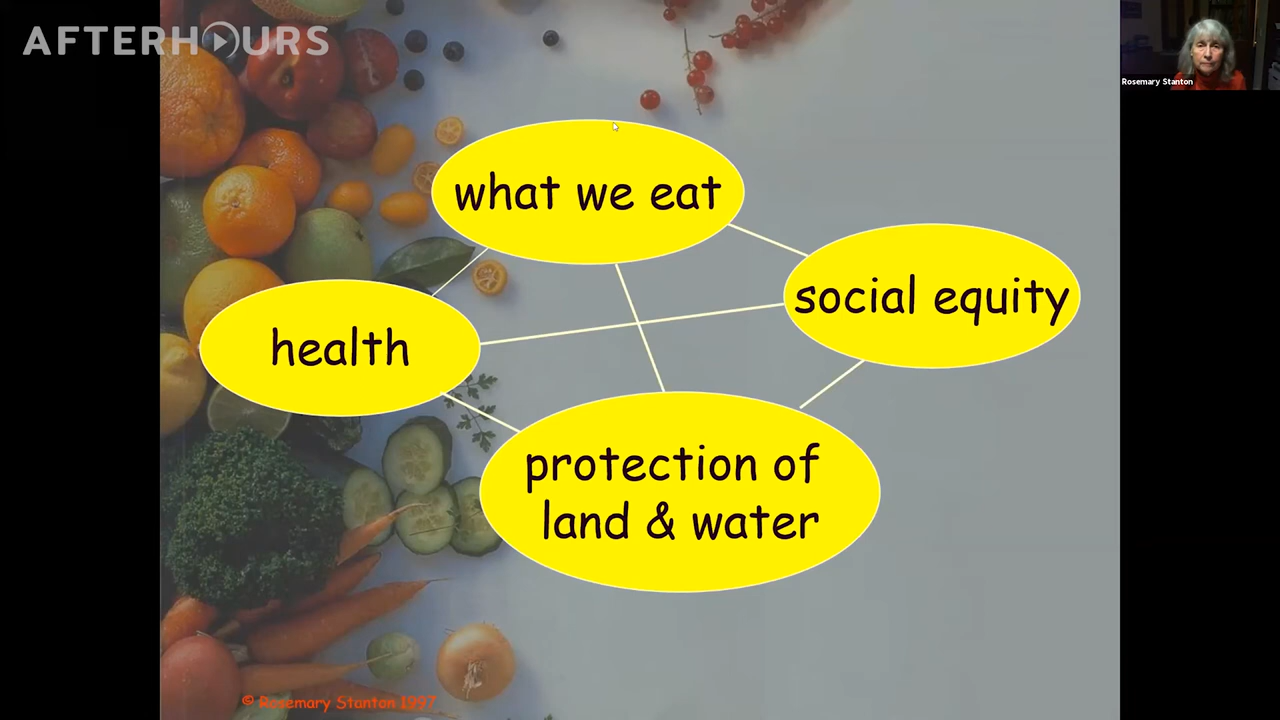 AFTERHOURS
Rosemary Stanton
what we eat
social equity
health
protection of
land & water
© Rosemary Stanton 1997